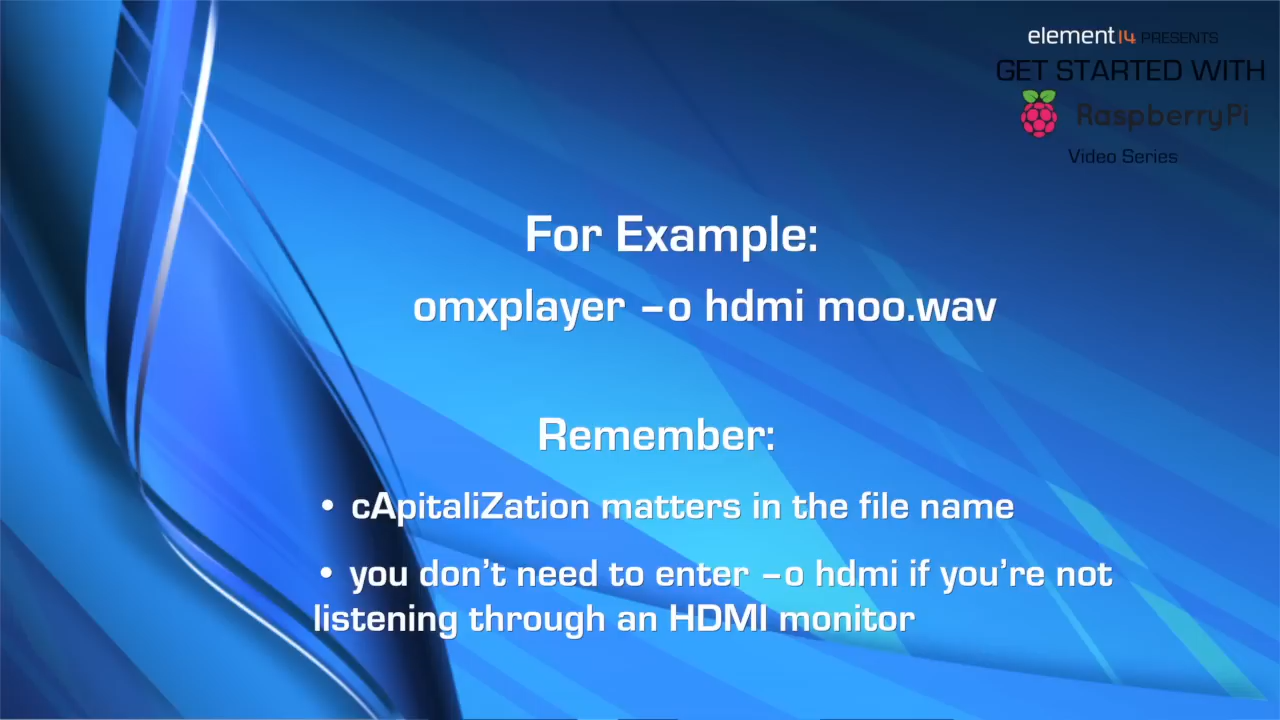 element14 PRESENTS
GET STARTED WITH
RaspberryPi
Video Series
For Example:
omxplayer –o hdmi moo.wav
Remember:
• cApitaliZation matters in the file name
• you don’t need to enter –o hdmi if you’re not
listening through an HDMI monitor